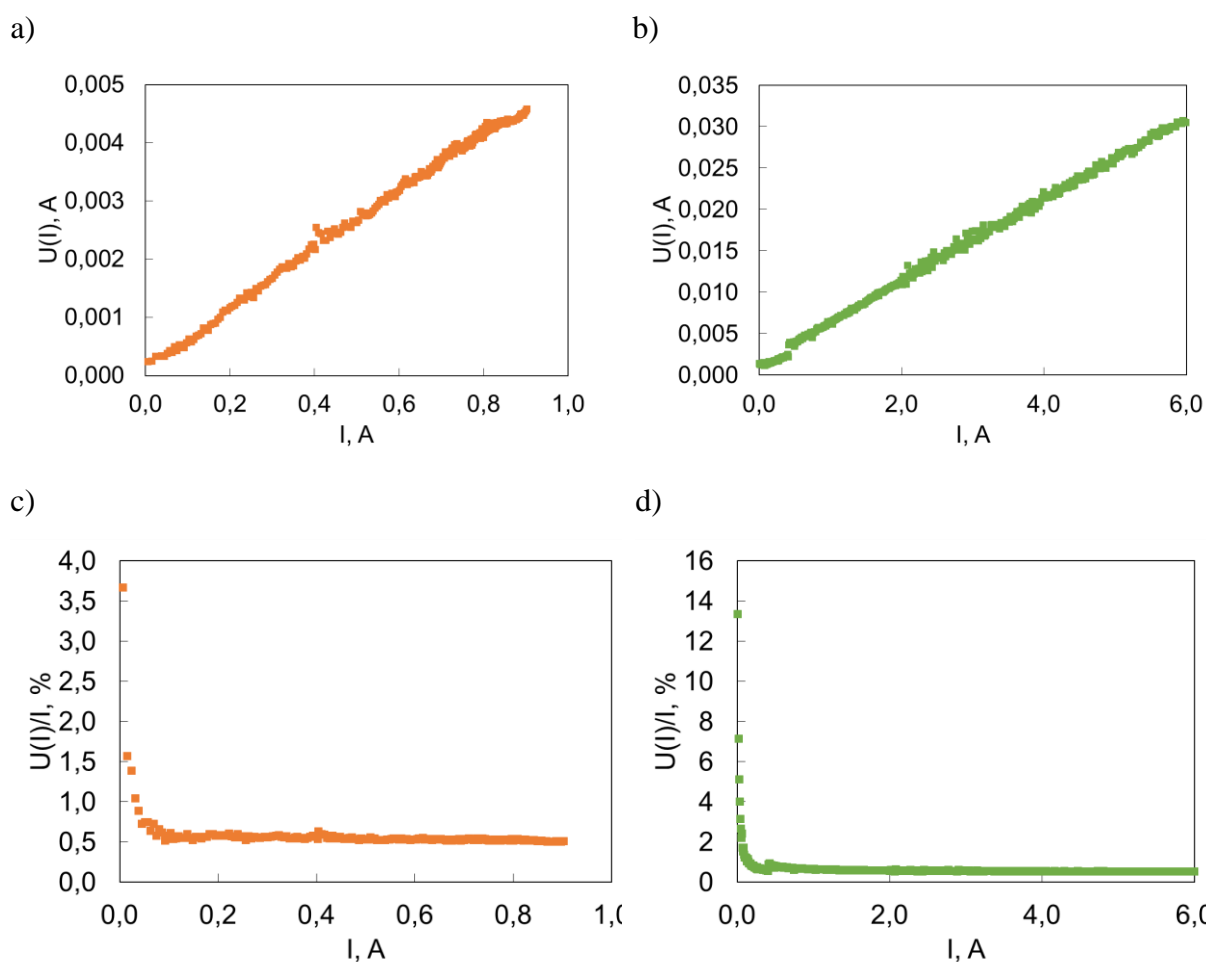 a)
0,005
0,004
0,003
0,002
0,001
0,000
U(I), A
0,0 0,2 0,4 0,6 0,8 1,0
I, A
b)
0,035
0,030
0,025
0,020
0,015
0,010
0,005
0,000
U(I), A
0,0 2,0 4,0 6,0
I, A
c)
4,0
3,5
3,0
2,5
2,0
1,5
1,0
0,5
0,0
U(I)/I, %
0,0 0,2 0,4 0,6 0,8 1,0
I, A
d)
16
14
12
10
8
6
4
2
0
U(I)/I, %
0,0 2,0 4,0 6,0
I, A